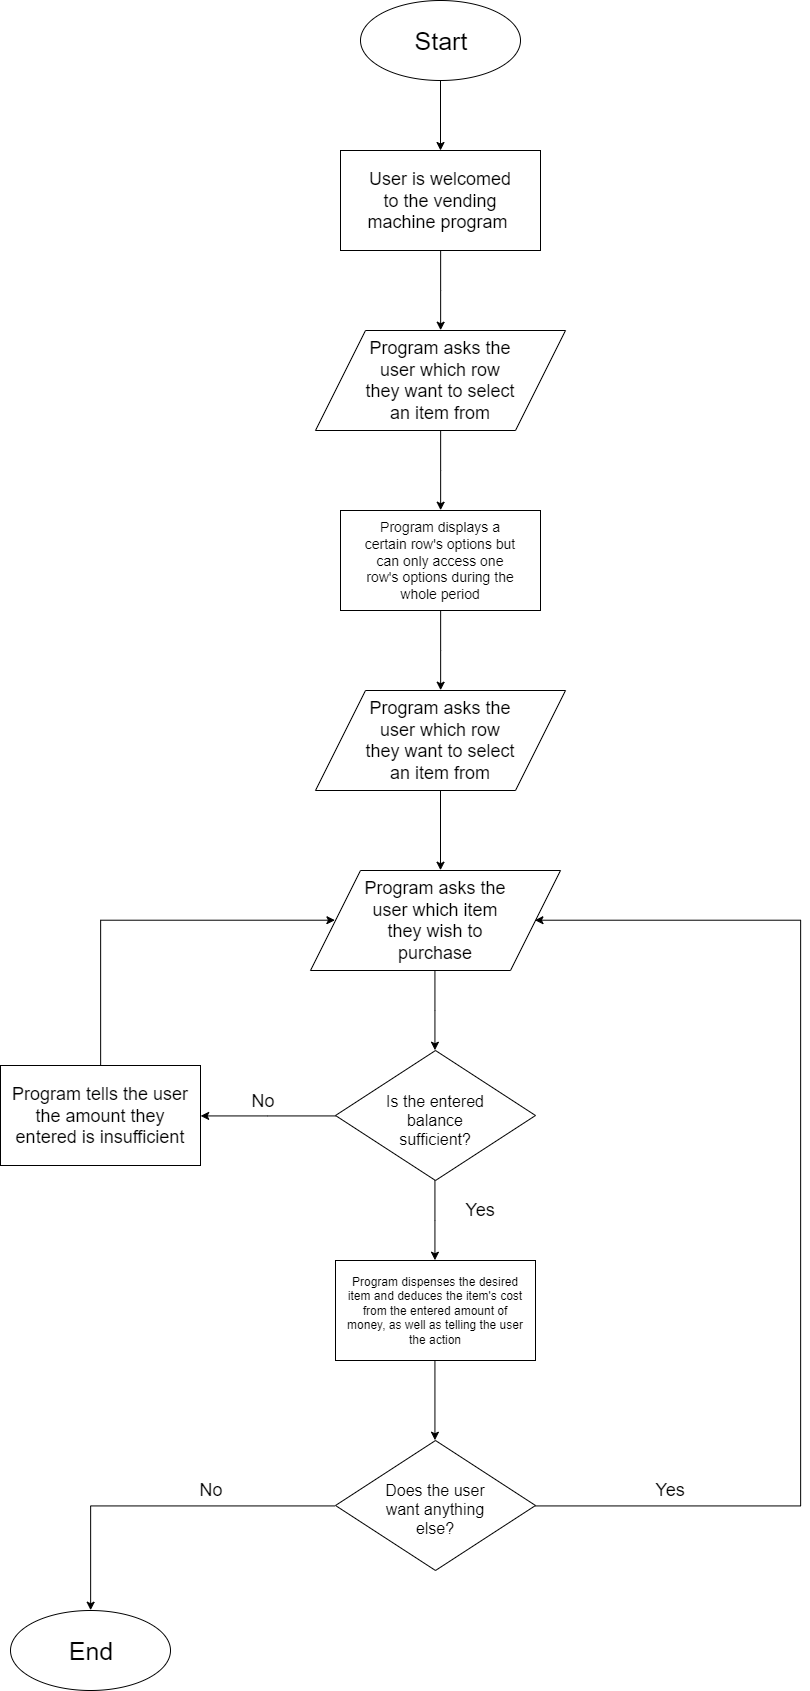 Start
User is welcomed
to the vending
machine program
Program asks the
user which row
they want to select
an item from
Program displays a
certain row's options but
can only access one
row's options during the
whole period
Program asks the
user which row
they want to select
an item from
Program asks the
user which item
they wish to
purchase
Is the entered
balance
sufficient?
No
Program tells the user
the amount they
entered is insufficient
Yes
Program dispenses the desired
item and deduces the item's cost
from the entered amount of
money, as well as telling the user
the action
Does the user
want anything
else?
No
Yes
End